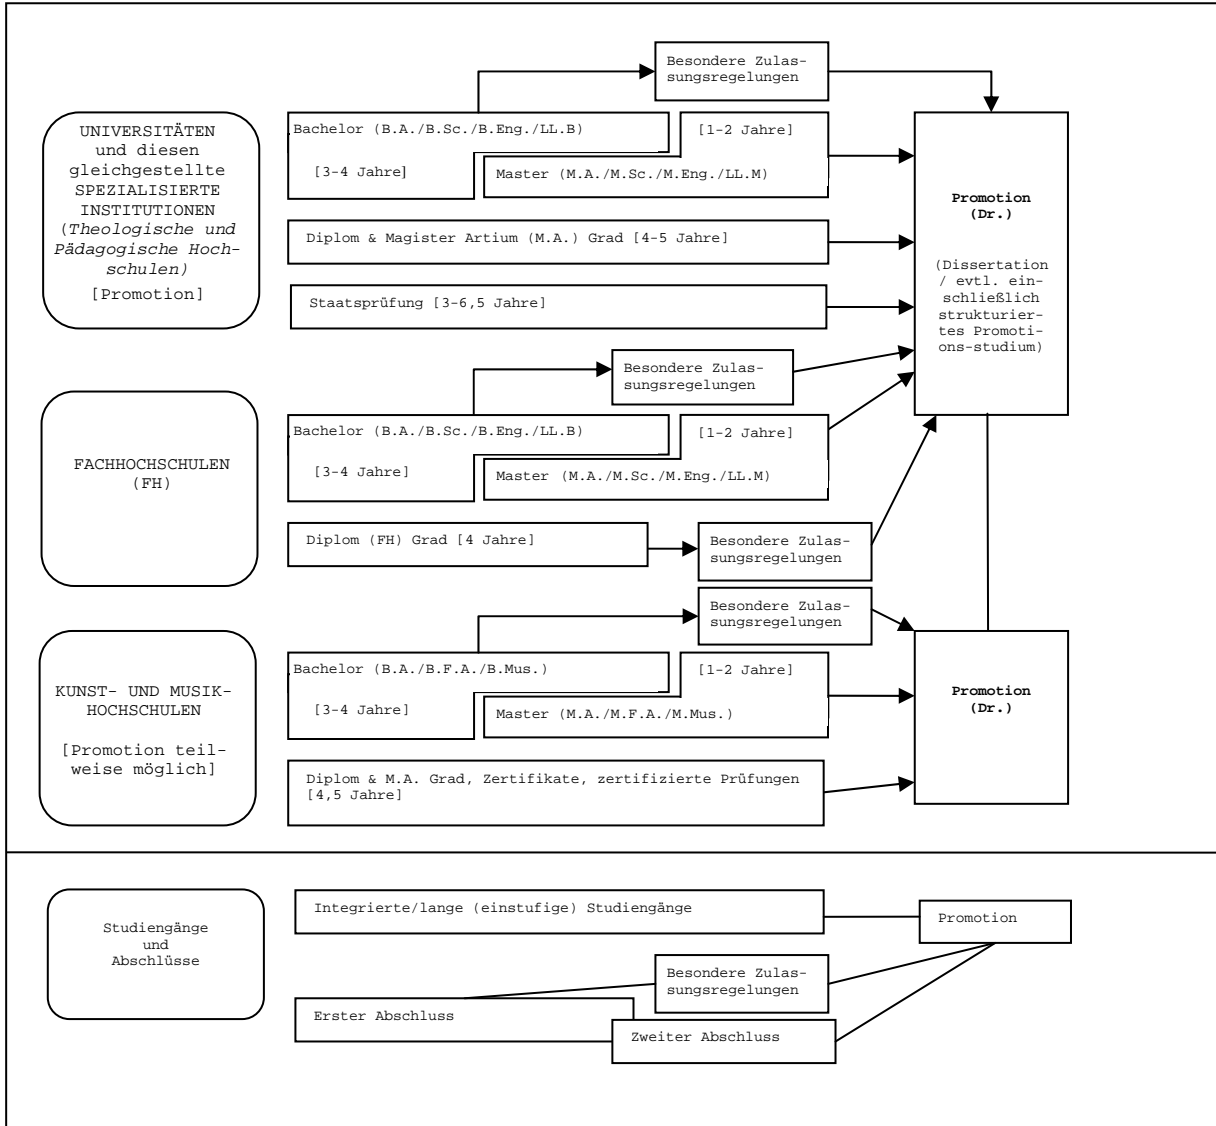 Besondere Zulas-
sungsregelungen
UNIVERSITÄTEN
und diesen
gleichgestellte
SPEZIALISIERTE
INSTITUTIONEN
(Theologische und
Pädagogische Hoch-
schulen)
[Promotion]
Bachelor (B.A./B.Sc./B.Eng./LL.B)
[3-4 Jahre]
[1-2 Jahre]
Master (M.A./M.Sc./M.Eng./LL.M)
Diplom & Magister Artium (M.A.) Grad [4-5 Jahre]
Staatsprüfung [3-6,5 Jahre]
Promotion
(Dr.)
(Dissertation
/ evtl. ein-
schließlich
strukturier-
tes Promoti-
ons-studium)
FACHHOCHSCHULEN
(FH)
Besondere Zulas-
sungsregelungen
Bachelor (B.A./B.Sc./B.Eng./LL.B)
[3-4 Jahre]
[1-2 Jahre]
Master (M.A./M.Sc./M.Eng./LL.M)
Diplom (FH) Grad [4 Jahre]
Besondere Zulas-
sungsregelungen
KUNST- UND MUSIK-
HOCHSCHULEN
[Promotion teil-
weise möglich]
Besondere Zulas-
sungsregelungen
Bachelor (B.A./B.F.A./B.Mus.)
[3-4 Jahre]
[1-2 Jahre]
Master (M.A./M.F.A./M.Mus.)
Diplom & M.A. Grad, Zertifikate, zertifizierte Prüfungen
[4,5 Jahre]
Promotion
(Dr.)
Studiengänge
und
Abschlüsse
Integrierte/lange (einstufige) Studiengänge
Promotion
Besondere Zulas-
sungsregelungen
Erster Abschluss
Zweiter Abschluss